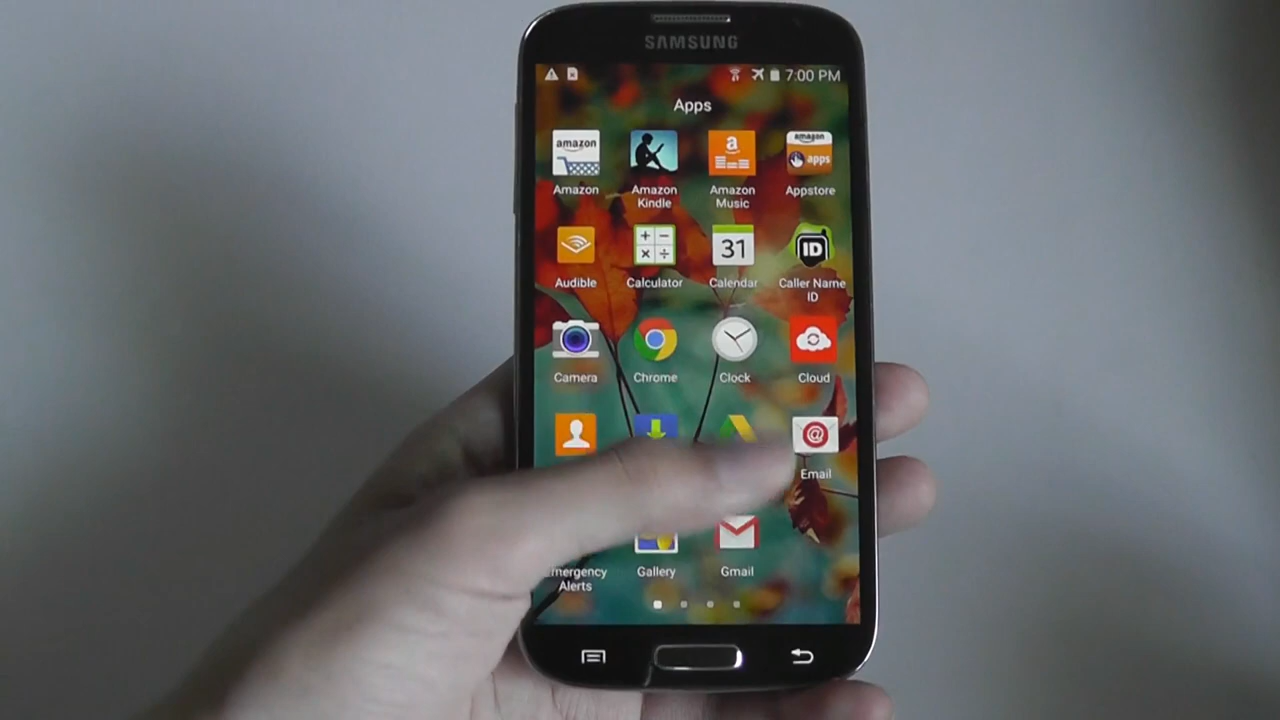 SAMSUNG
7:00 PM
Apps
amazon
a
amazon
apps
Amazon
Amazon
Kindle
Amazon
Music
Appstore
+ −
× ÷
31
ID
Audible
Calculator
Calendar
Caller Name
ID
Camera
Chrome
Clock
Cloud
@
Email
mergency
Alerts
Gallery
Gmail